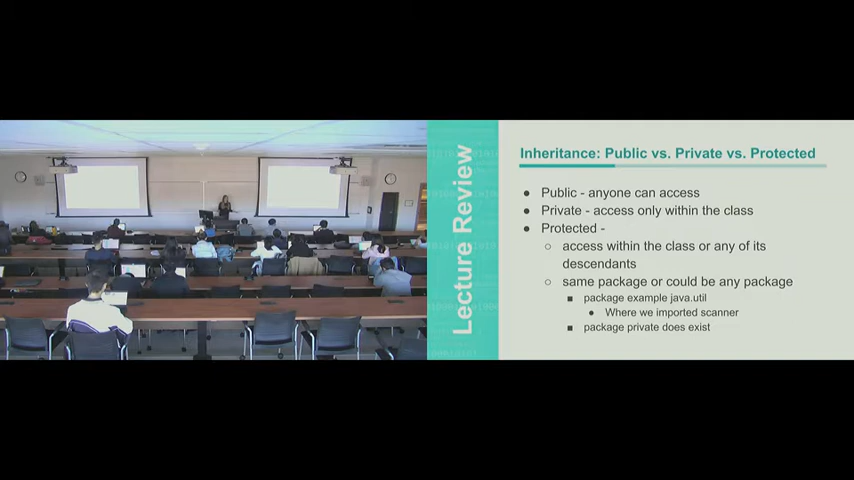 Lecture Review
Inheritance: Public vs. Private vs. Protected
● Public - anyone can access
● Private - access only within the class
● Protected -
○ access within the class or any of its
descendants
○ same package or could be any package
■ package example java.util
● Where we imported scanner
■ package private does exist